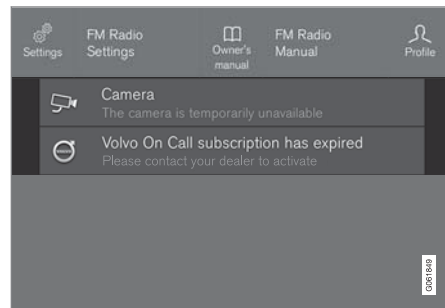 Settings
FM Radio
Settings
Owner's
manual
FM Radio
Manual
Profile
Camera
The camera is temporarily unavailable
Volvo On Call subscription has expired
Please contact your dealer to activate
G061849